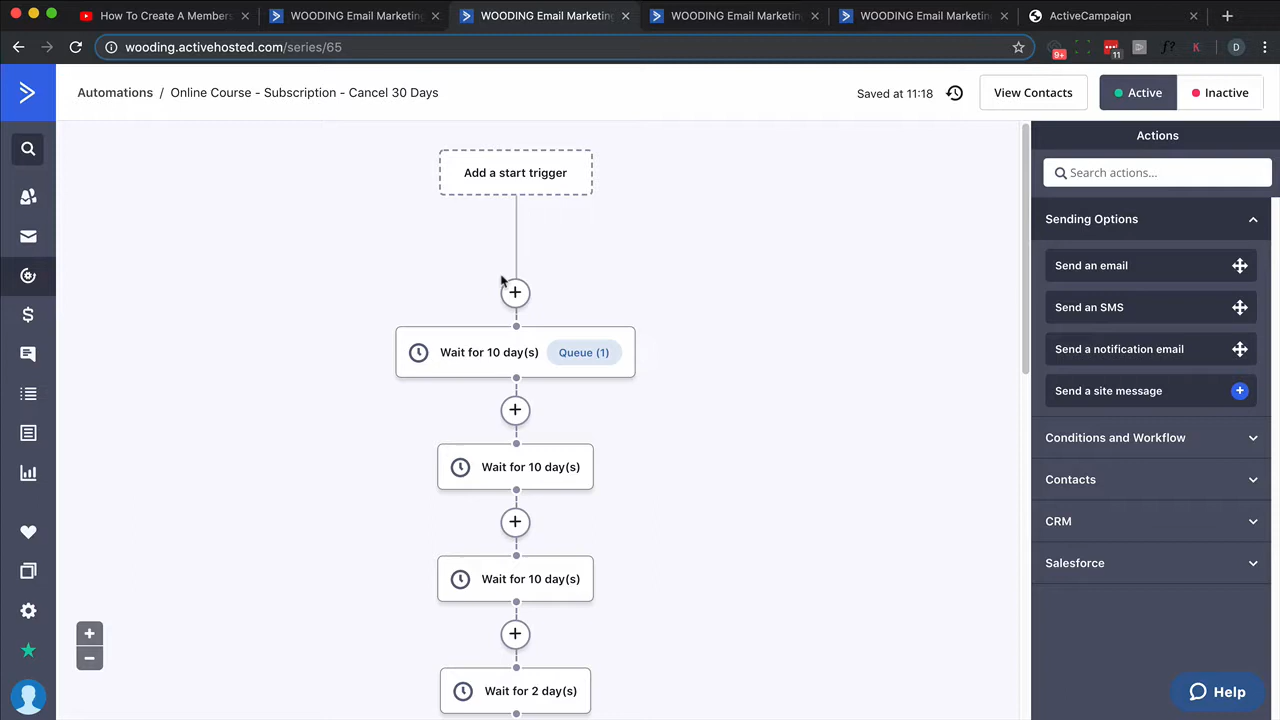 How To Create A Members
WOODING Email Marketing
WOODING Email Marketing
WOODING Email Marketing
WOODING Email Marketing
ActiveCampaign
wooding.activehosted.com/series/65
9+
11
f?
K
D
Automations / Online Course - Subscription - Cancel 30 Days
Saved at 11:18
View Contacts
Active
Inactive
Add a start trigger
Wait for 10 day(s) Queue (1)
Wait for 10 day(s)
Wait for 10 day(s)
Wait for 2 day(s)
Actions
Search actions...
Sending Options
Send an email
Send an SMS
Send a notification email
Send a site message
Conditions and Workflow
Contacts
CRM
Salesforce
Help